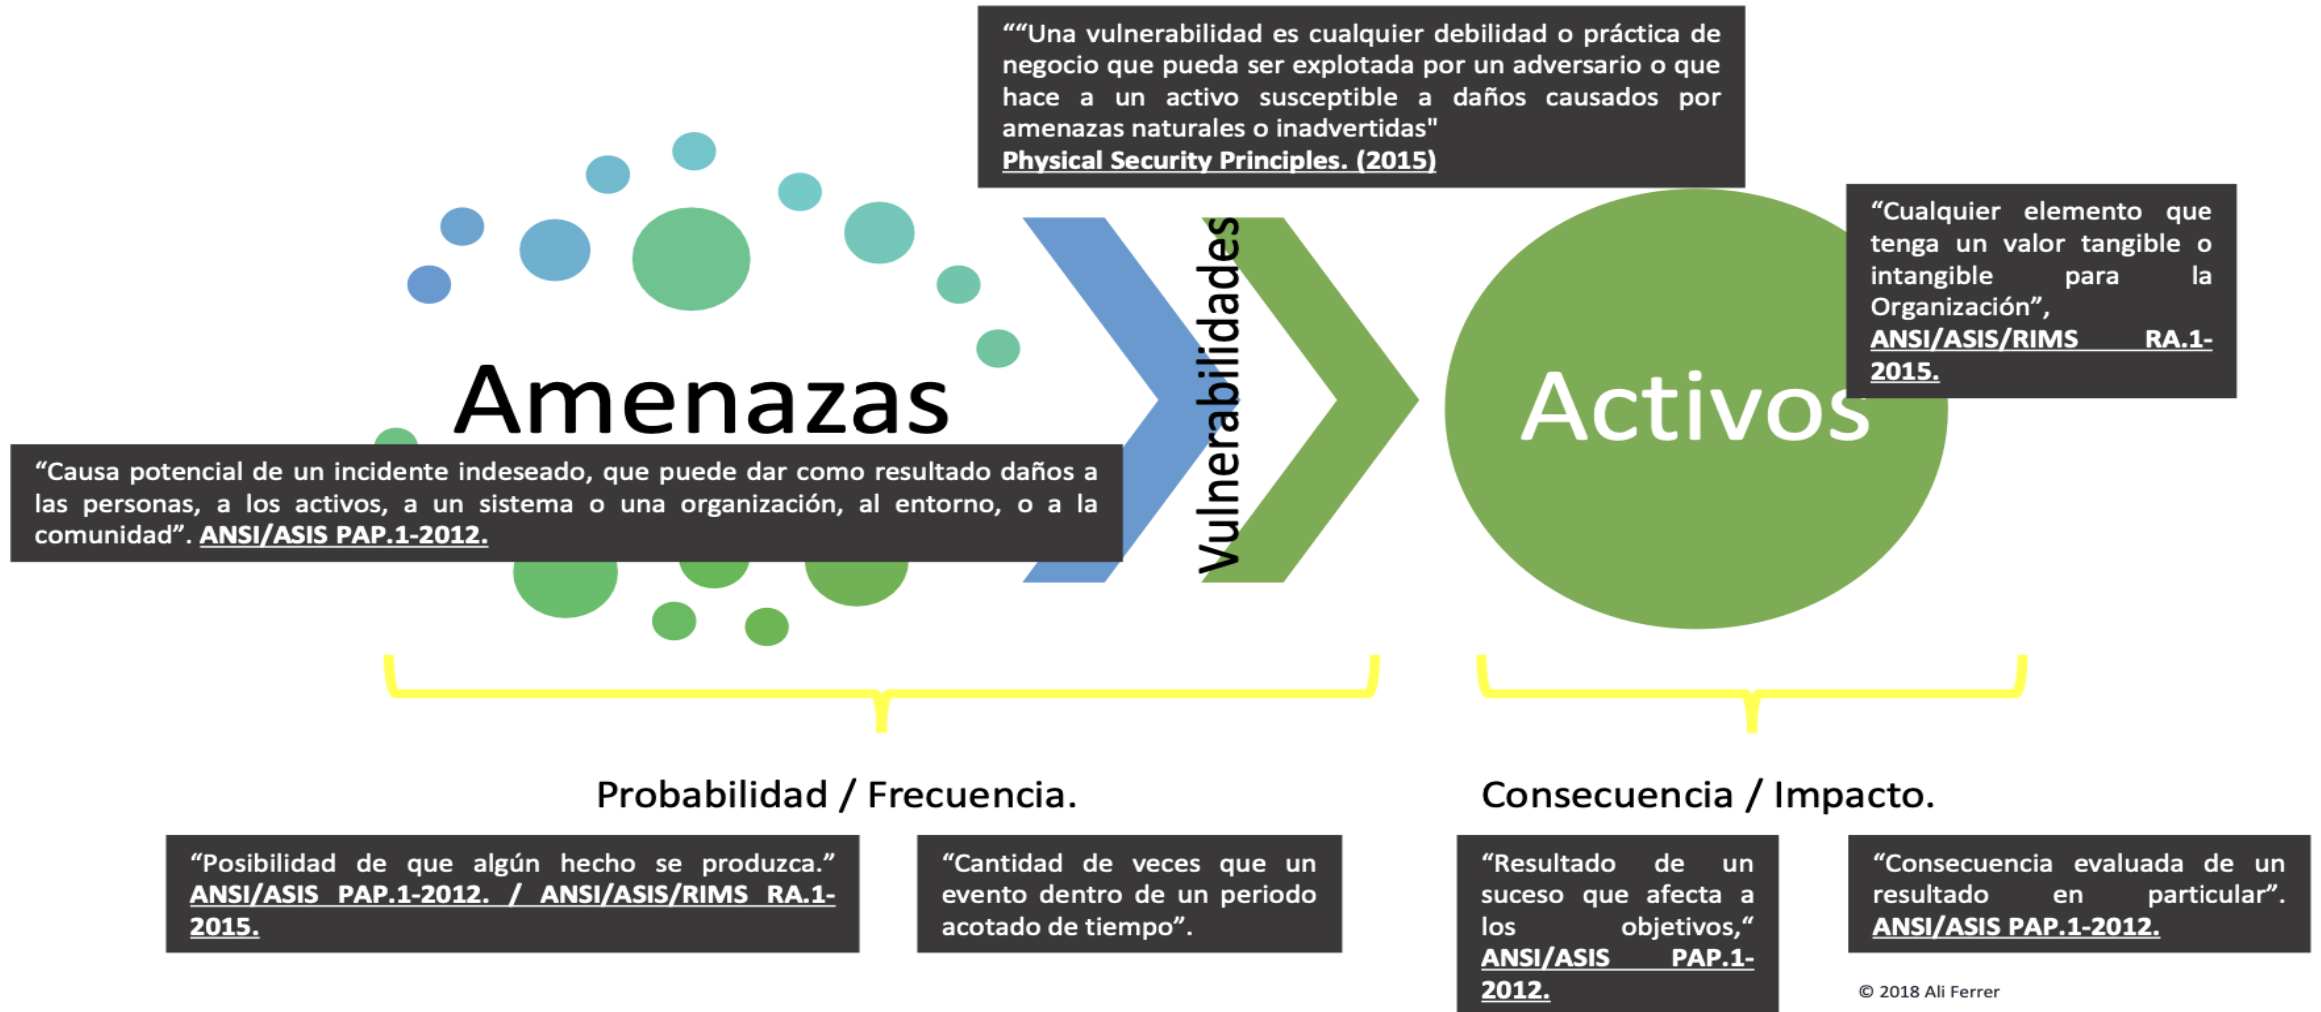 ““Una vulnerabilidad es cualquier debilidad o práctica de
negocio que pueda ser explotada por un adversario o que
hace a un activo susceptible a daños causados por
amenazas naturales o inadvertidas"
Physical Security Principles. (2015)
“Cualquier elemento que
tenga un valor tangible o
intangible para la
Organización”,
ANSI/ASIS/RIMS RA.1-
2015.
Amenazas
Vulnerabilidades
Activos
“Causa potencial de un incidente indeseado, que puede dar como resultado daños a
las personas, a los activos, a un sistema o una organización, al entorno, o a la
comunidad”. ANSI/ASIS PAP.1-2012.
Probabilidad / Frecuencia.
Consecuencia / Impacto.
“Posibilidad de que algún hecho se produzca.”
ANSI/ASIS PAP.1-2012. / ANSI/ASIS/RIMS RA.1-
2015.
“Cantidad de veces que un
evento dentro de un periodo
acotado de tiempo”.
“Resultado de un
suceso que afecta a
los objetivos,“
ANSI/ASIS PAP.1-
2012.
“Consecuencia evaluada de un
resultado en particular”.
ANSI/ASIS PAP.1-2012.
© 2018 Ali Ferrer